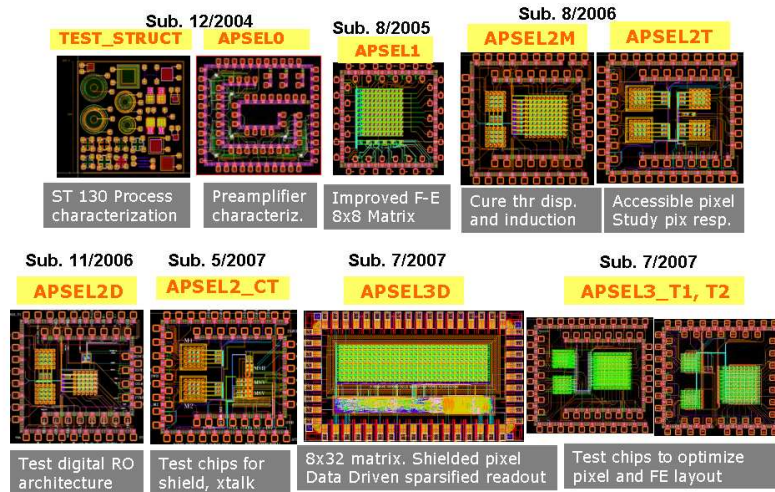 Sub. 12/2004
Sub. 8/2005
Sub. 8/2006
TEST_STRUCT
APSEL0
APSEL1
APSEL2M
APSEL2T
ST 130 Process
characterization
Preamplifier
characteriz.
Improved F-E
8x8 Matrix
Cure thr disp.
and induction
Accessible pixel
Study pix resp.
Sub. 11/2006
Sub. 5/2007
Sub. 7/2007
Sub. 7/2007
APSEL2D
APSEL2_CT
APSEL3D
APSEL3_T1, T2
M1
M2
Test digital RO
architecture
Test chips for
shield, xtalk
8x32 matrix. Shielded pixel
Data Driven sparsified readout
Test chips to optimize
pixel and FE layout